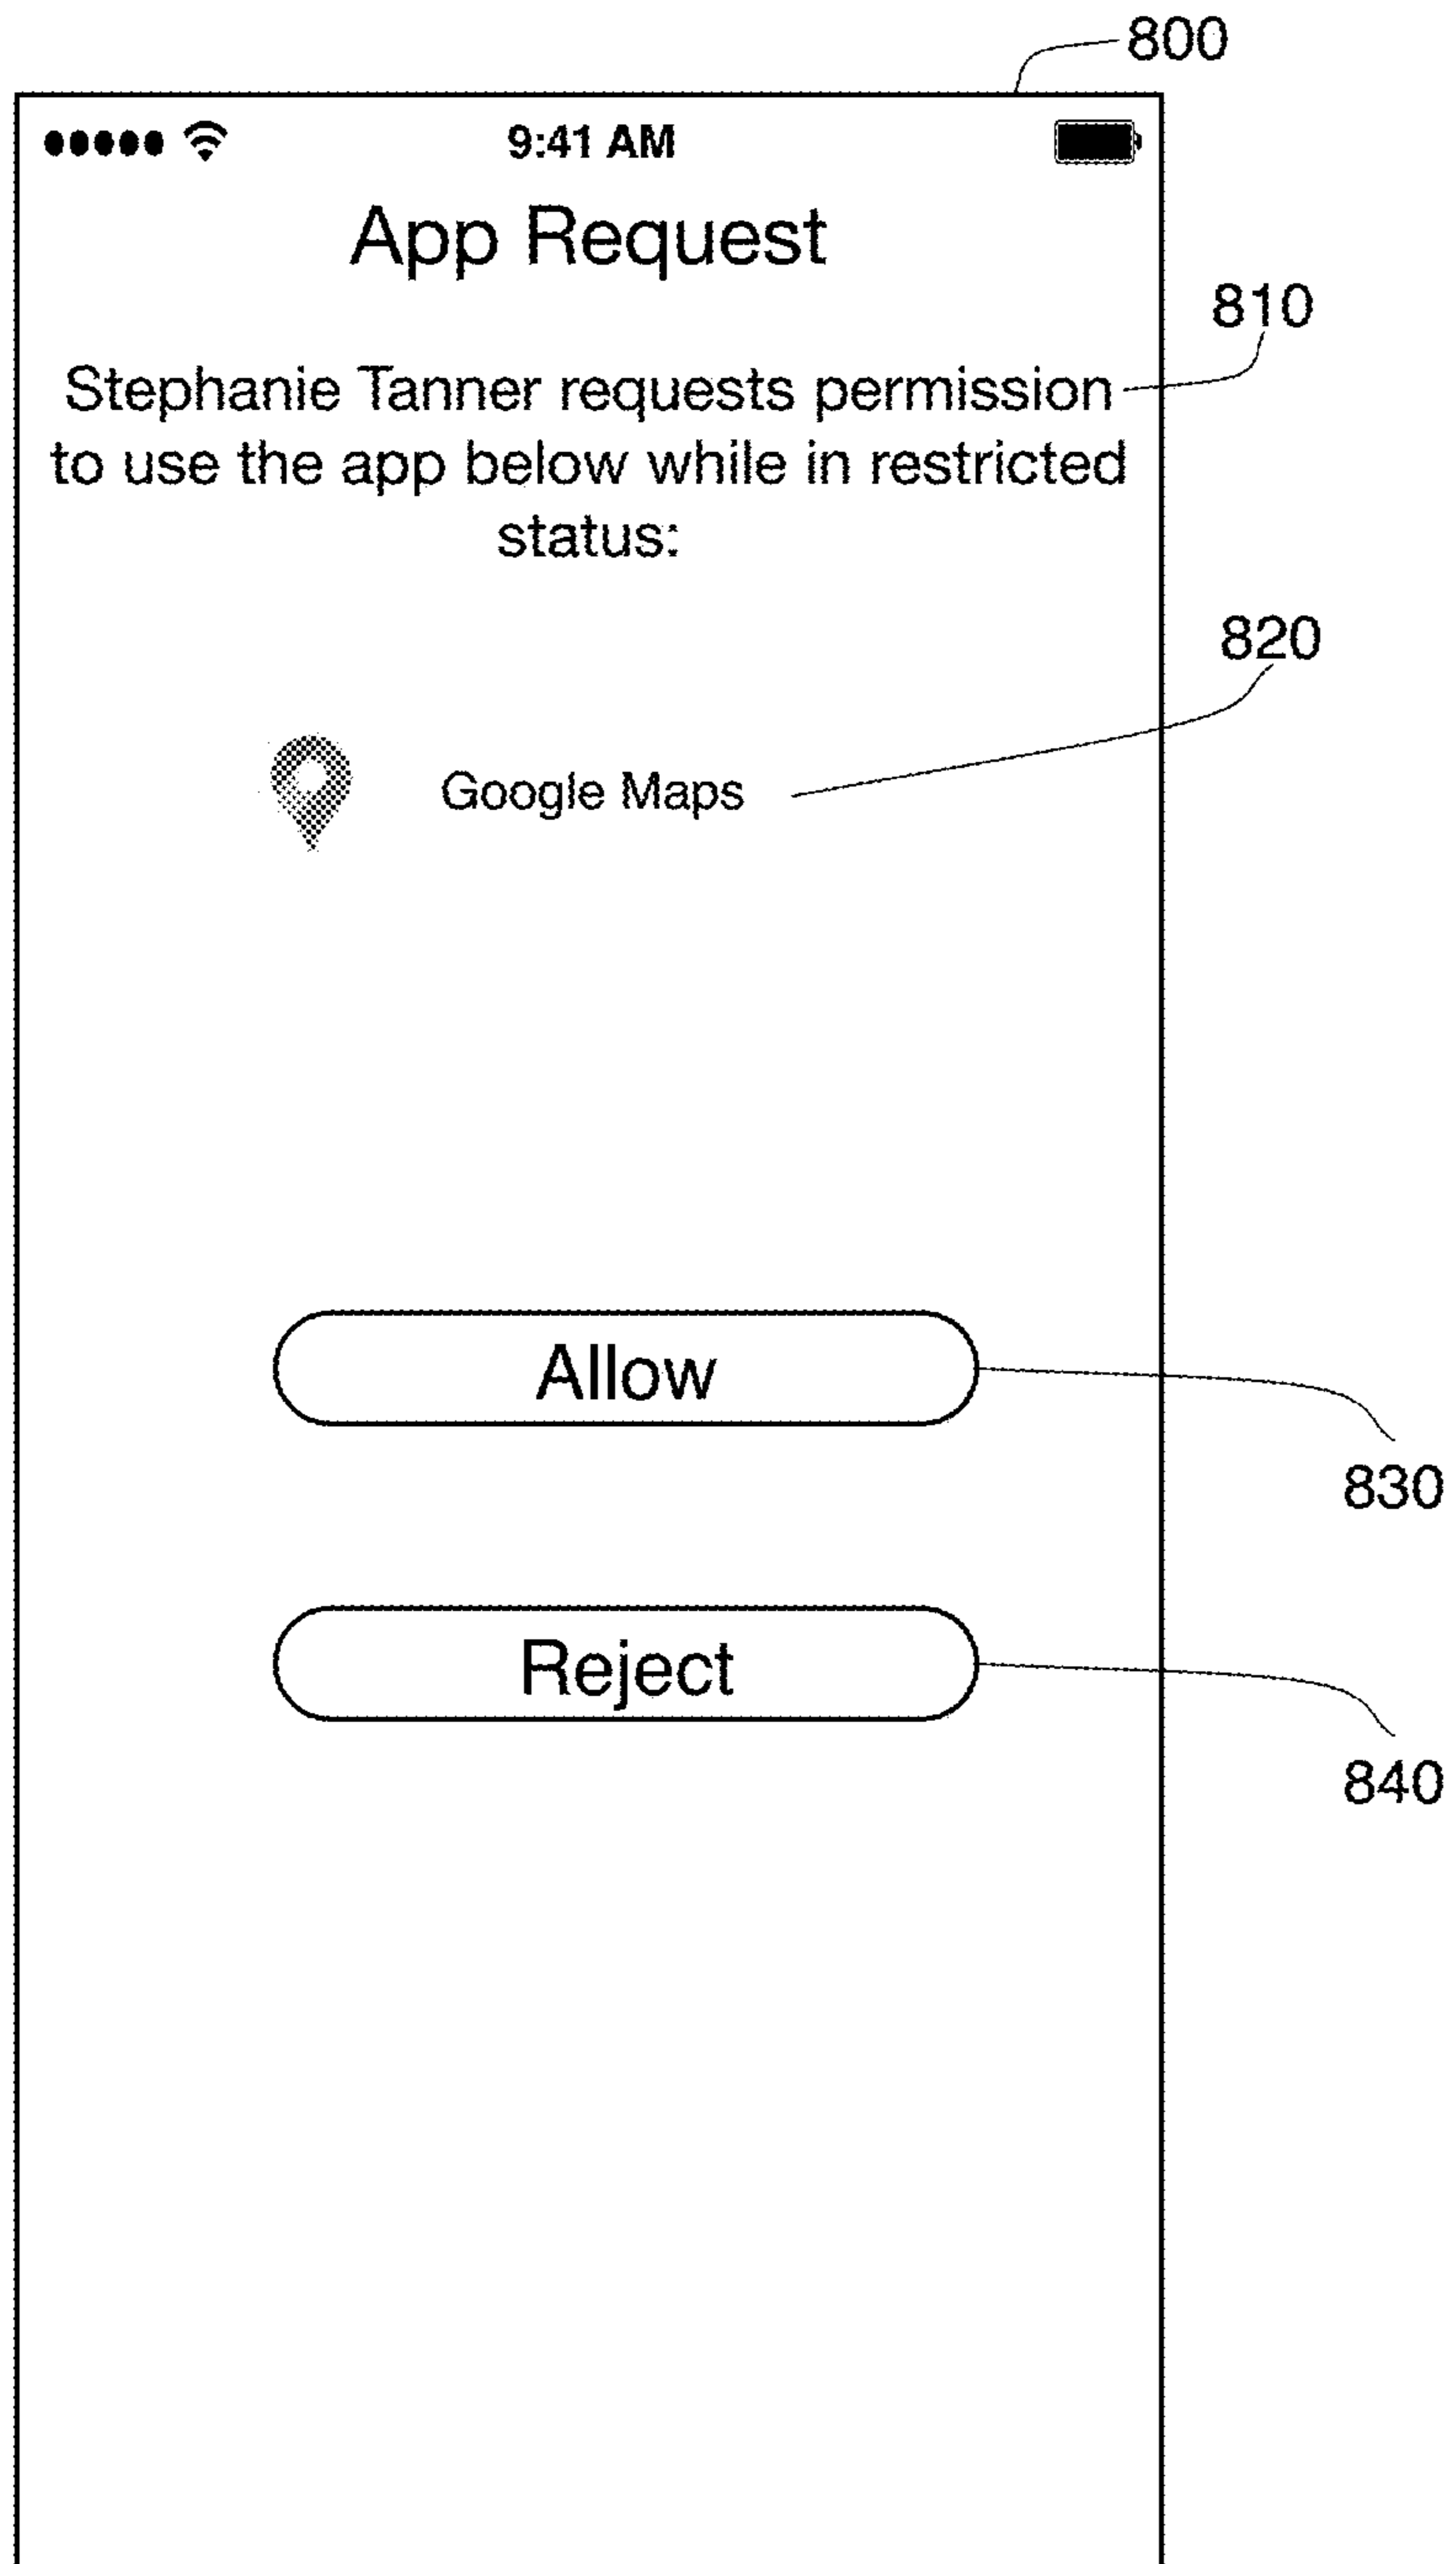 800
9:41 AM
App Request
810
Stephanie Tanner requests permission
to use the app below while in restricted
status:
820
Google Maps
Allow
830
Reject
840